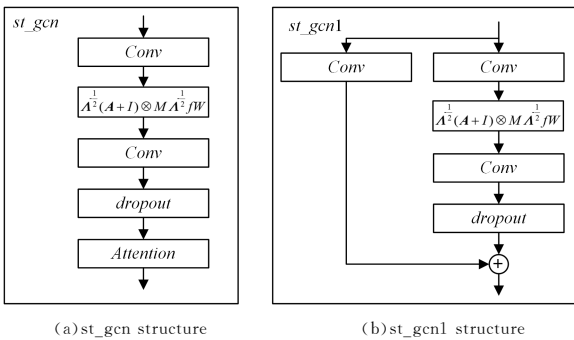 st_gcn
Conv
Λ^{-1/2}(A+I)⊗MΛ^{-1/2}fW
Conv
dropout
Attention
(a)st_gcn structure
st_gcn1
Conv
Conv
Λ^{-1/2}(A+I)⊗MΛ^{-1/2}fW
Conv
dropout
+
(b)st_gcn1 structure